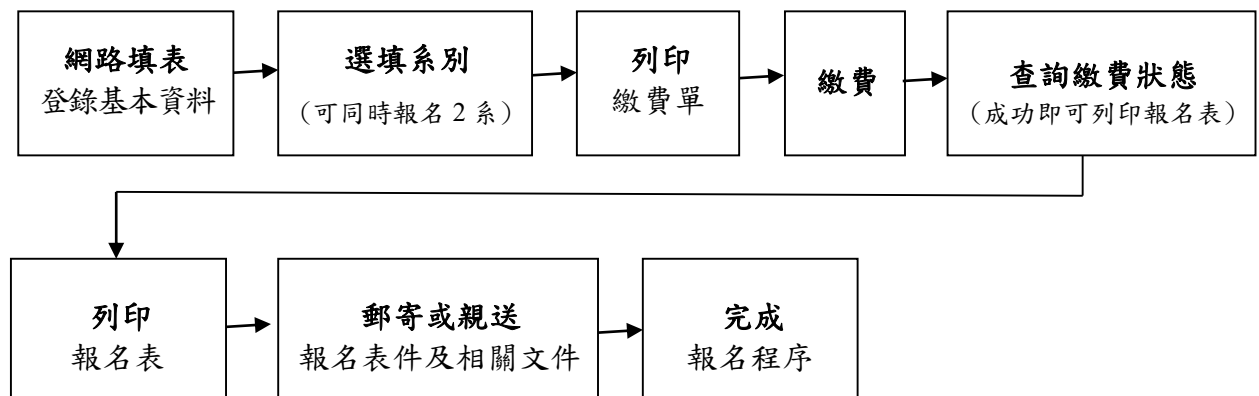 網路填表
登錄基本資料
選填系別
（可同時報名 2 系）
列印
繳費單
繳費
查詢繳費狀態
（成功即可列印報名表）
列印
報名表
郵寄或親送
報名表件及相關文件
完成
報名程序